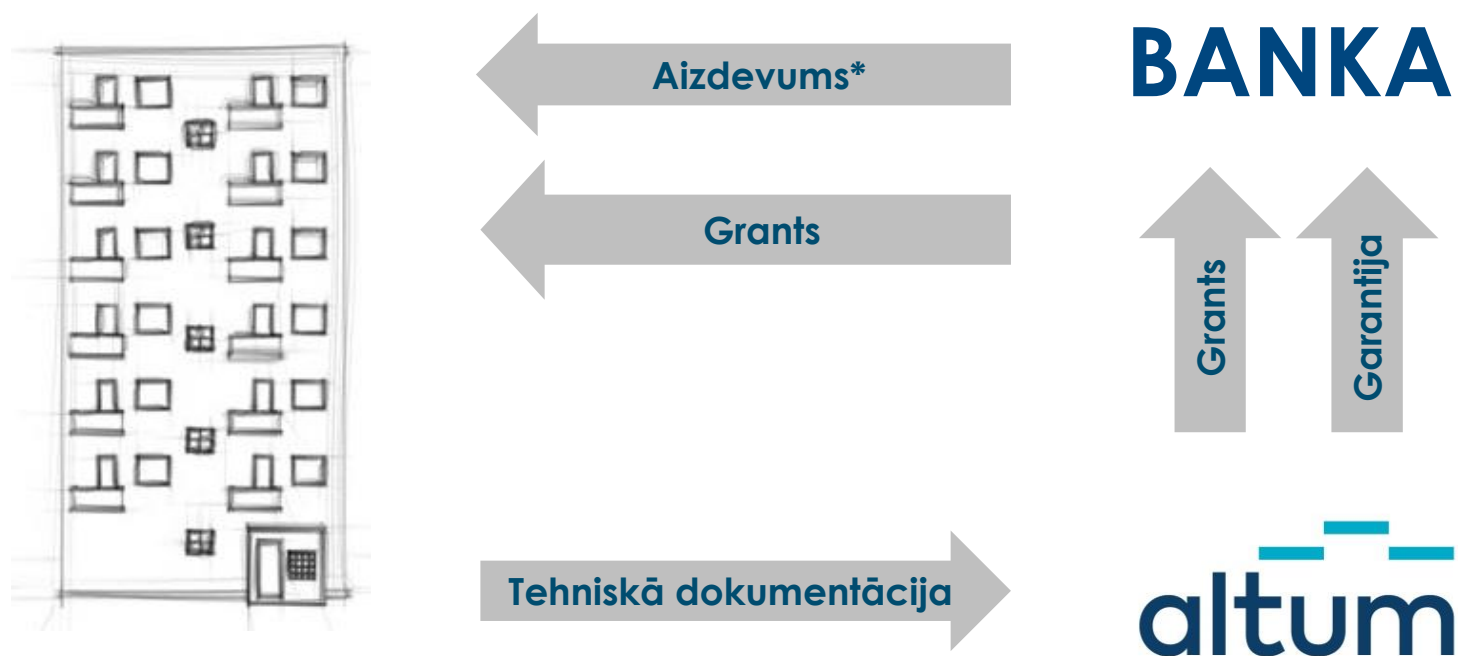 Aizdevums*
BANKA
Grants
Grants
Garantija
Tehniskā dokumentācija
altum